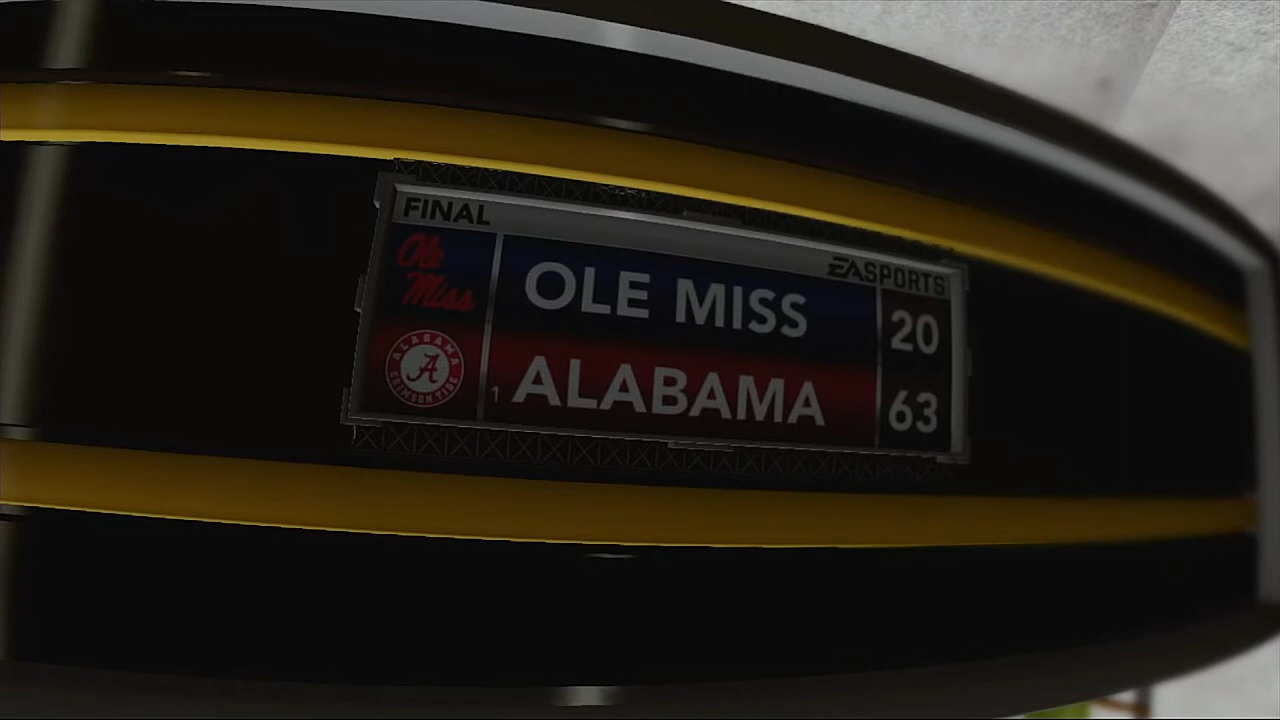 FINAL
EA SPORTS
Ole
Miss
OLE MISS 20
ALABAMA
A
CRIMSON TIDE
1 ALABAMA 63